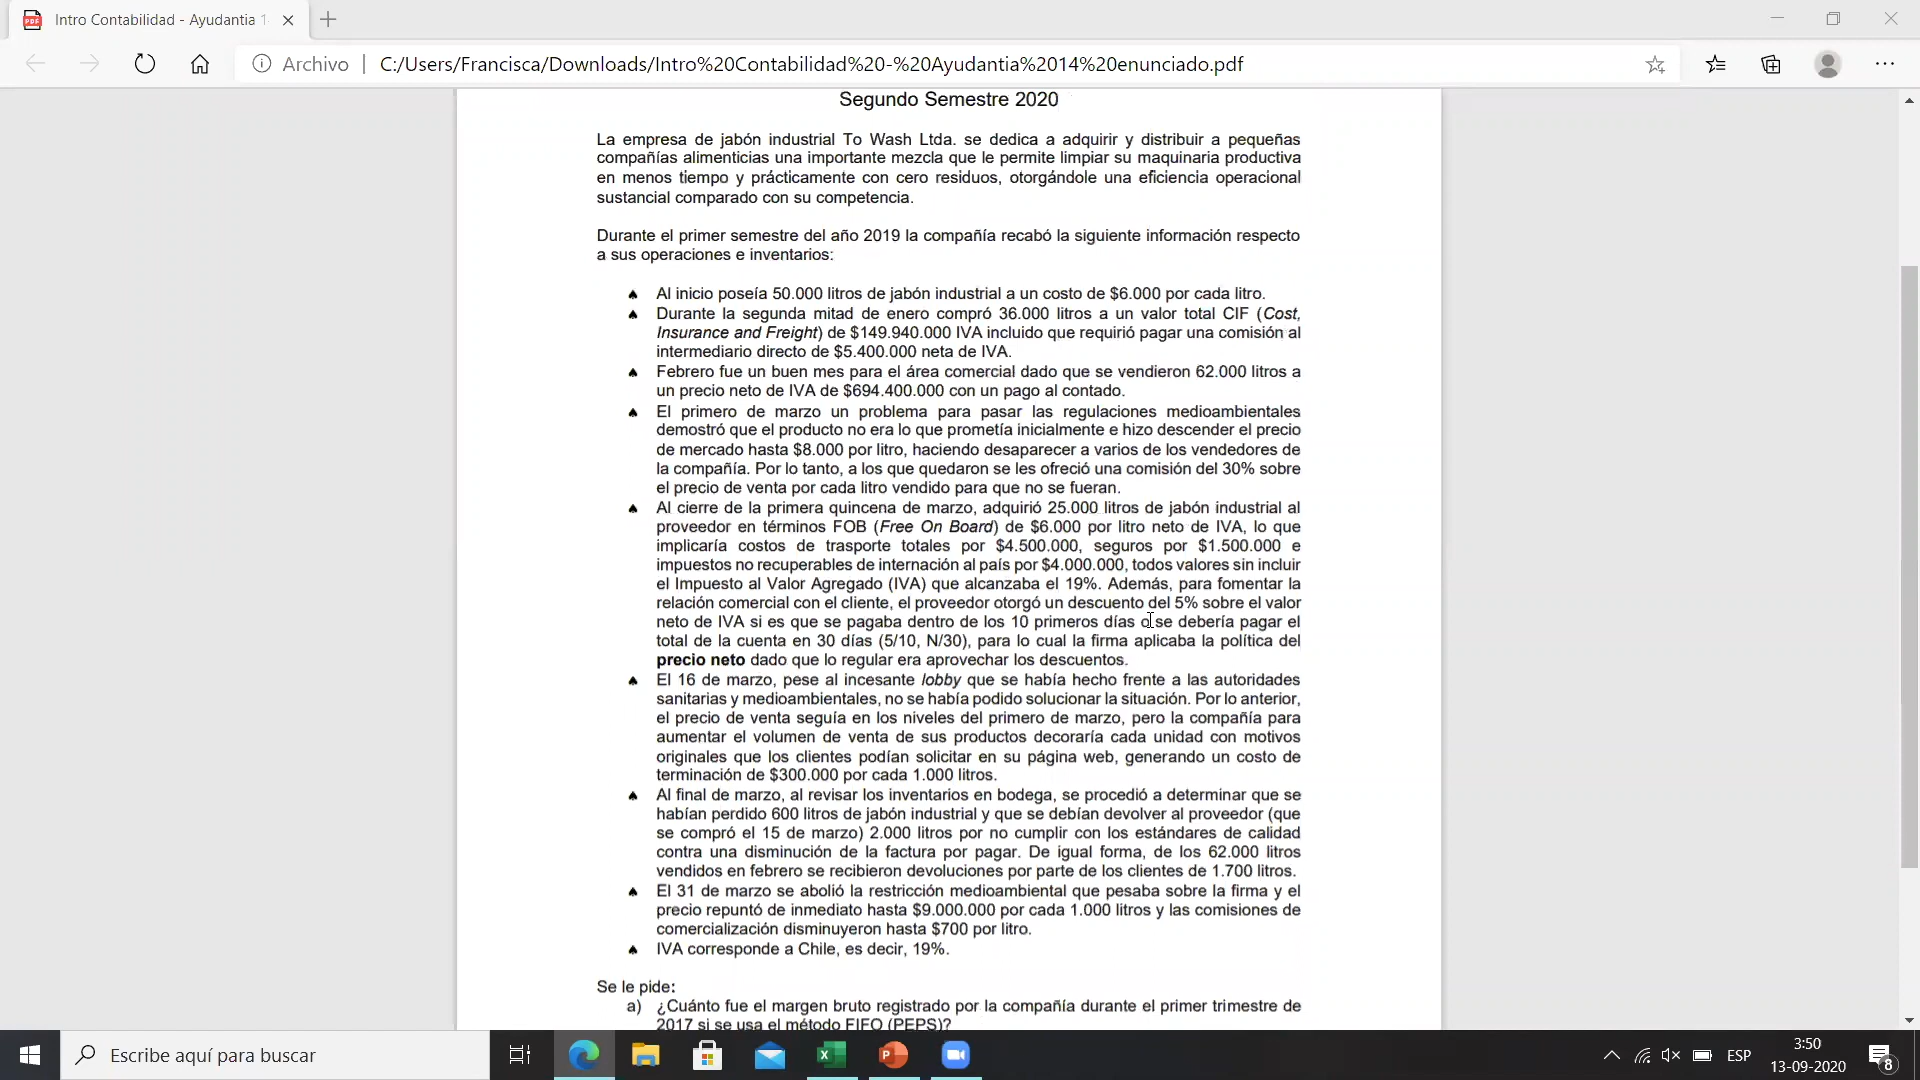 Intro Contabilidad - Ayudantia 1
Archivo | C:/Users/Francisca/Downloads/Intro%20Contabilidad%20-%20Ayudantia%2014%20enunciado.pdf
Segundo Semestre 2020
La empresa de jabón industrial To Wash Ltda. se dedica a adquirir y distribuir a pequeñas
compañías alimenticias una importante mezcla que le permite limpiar su maquinaria productiva
en menos tiempo y prácticamente con cero residuos, otorgándole una eficiencia operacional
sustancial comparado con su competencia.
Durante el primer semestre del año 2019 la compañía recabó la siguiente información respecto
a sus operaciones e inventarios:
♠ Al inicio poseía 50.000 litros de jabón industrial a un costo de $6.000 por cada litro.
♠ Durante la segunda mitad de enero compró 36.000 litros a un valor total CIF (Cost,
Insurance and Freight) de $149.940.000 IVA incluido que requirió pagar una comisión al
intermediario directo de $5.400.000 neta de IVA.
♠ Febrero fue un buen mes para el área comercial dado que se vendieron 62.000 litros a
un precio neto de IVA de $694.400.000 con un pago al contado.
♠ El primero de marzo un problema para pasar las regulaciones medioambientales
demostró que el producto no era lo que prometía inicialmente e hizo descender el precio
de mercado hasta $8.000 por litro, haciendo desaparecer a varios de los vendedores de
la compañía. Por lo tanto, a los que quedaron se les ofreció una comisión del 30% sobre
el precio de venta por cada litro vendido para que no se fueran.
♠ Al cierre de la primera quincena de marzo, adquirió 25.000 litros de jabón industrial al
proveedor en términos FOB (Free On Board) de $6.000 por litro neto de IVA, lo que
implicaría costos de trasporte totales por $4.500.000, seguros por $1.500.000 e
impuestos no recuperables de internación al país por $4.000.000, todos valores sin incluir
el Impuesto al Valor Agregado (IVA) que alcanzaba el 19%. Además, para fomentar la
relación comercial con el cliente, el proveedor otorgó un descuento del 5% sobre el valor
neto de IVA si es que se pagaba dentro de los 10 primeros días o se debería pagar el
total de la cuenta en 30 días (5/10, N/30), para lo cual la firma aplicaba la política del
precio neto dado que lo regular era aprovechar los descuentos.
♠ El 16 de marzo, pese al incesante lobby que se había hecho frente a las autoridades
sanitarias y medioambientales, no se había podido solucionar la situación. Por lo anterior,
el precio de venta seguía en los niveles del primero de marzo, pero la compañía para
aumentar el volumen de venta de sus productos decoraría cada unidad con motivos
originales que los clientes podían solicitar en su página web, generando un costo de
terminación de $300.000 por cada 1.000 litros.
♠ Al final de marzo, al revisar los inventarios en bodega, se procedió a determinar que se
habían perdido 600 litros de jabón industrial y que se debían devolver al proveedor (que
se compró el 15 de marzo) 2.000 litros por no cumplir con los estándares de calidad
contra una disminución de la factura por pagar. De igual forma, de los 62.000 litros
vendidos en febrero se recibieron devoluciones por parte de los clientes de 1.700 litros.
♠ El 31 de marzo se abolió la restricción medioambiental que pesaba sobre la firma y el
precio repuntó de inmediato hasta $9.000.000 por cada 1.000 litros y las comisiones de
comercialización disminuyeron hasta $700 por litro.
♠ IVA corresponde a Chile, es decir, 19%.
Se le pide:
a) ¿Cuánto fue el margen bruto registrado por la compañía durante el primer trimestre de
2017 si se usa el método FIFO (PEPS)?
Escribe aquí para buscar
ESP
3:50
13-09-2020
8